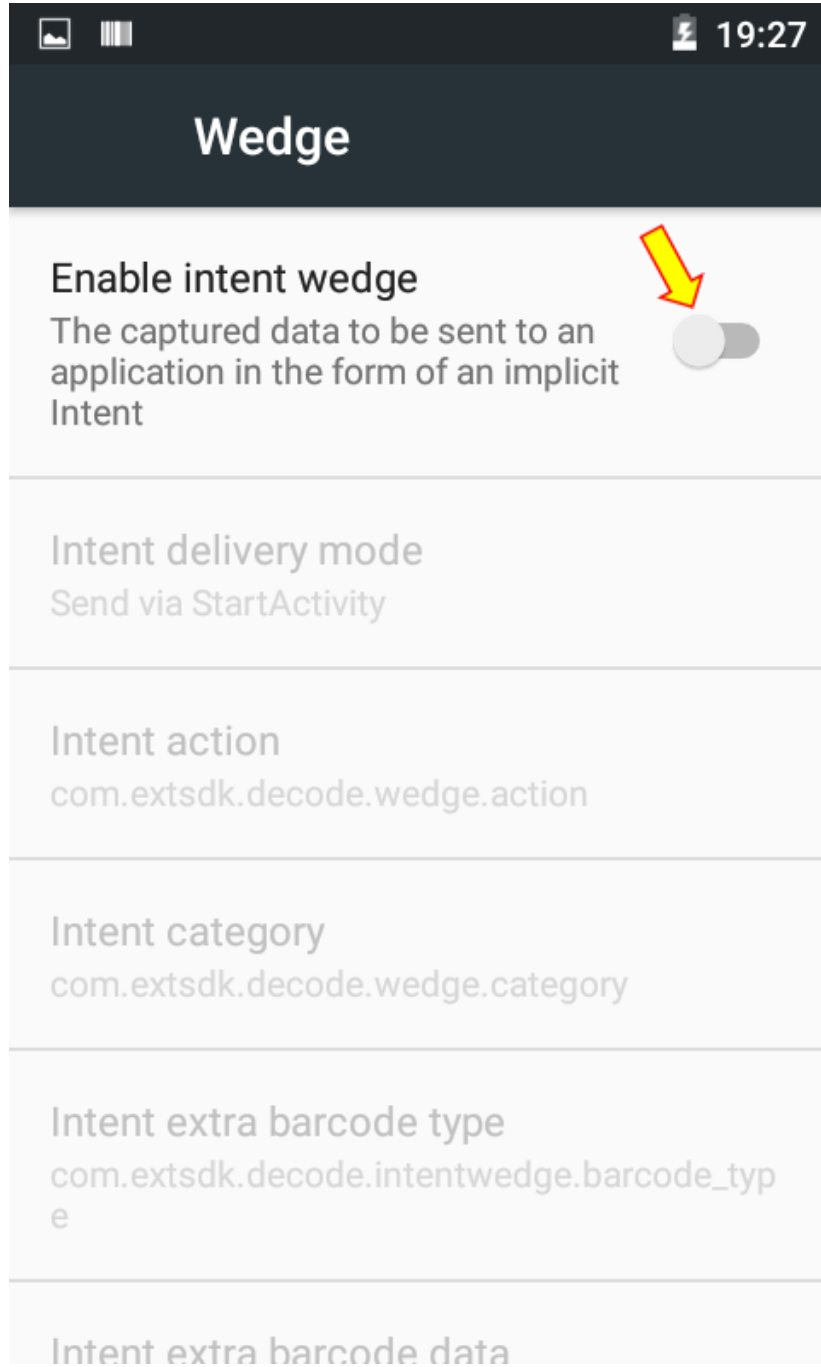 19:27
Wedge
Enable intent wedge
The captured data to be sent to an
application in the form of an implicit
Intent
Intent delivery mode
Send via StartActivity
Intent action
com.extsdk.decode.wedge.action
Intent category
com.extsdk.decode.wedge.category
Intent extra barcode type
com.extsdk.decode.intentwedge.barcode_typ
e
Intent extra barcode data